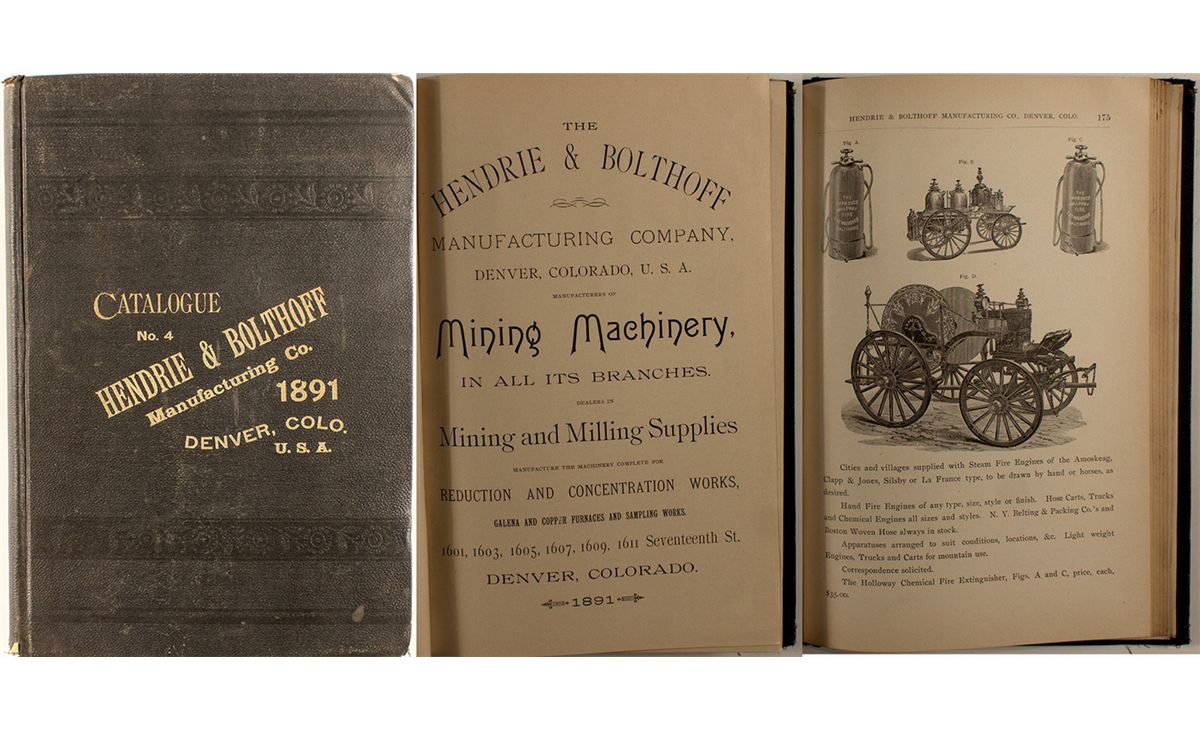 CATALOGUE
No. 4
HENDRIE & BOLTHOFF
Manufacturing Co.
1891
DENVER, COLO.
U. S. A.
THE
HENDRIE & BOLTHOFF
MANUFACTURING COMPANY,
DENVER, COLORADO, U. S. A.
MANUFACTURERS OF
Mining Machinery,
IN ALL ITS BRANCHES.
DEALERS IN
Mining and Milling Supplies
MANUFACTURE THE MACHINERY COMPLETE FOR
REDUCTION AND CONCENTRATION WORKS,
GALENA AND COPPER FURNACES AND SAMPLING WORKS.
1601, 1603, 1605, 1607, 1609, 1611 Seventeenth St.
DENVER, COLORADO.
1891
HENDRIE & BOLTHOFF MANUFACTURING CO., DENVER, COLO. 175
Fig. A.
Fig. B
Fig. C
THE
IMPROVED
HOLLOWAY
FIRE
THE
IMPROVED
HOLLOWAY
FIRE
Fig. D.
Cities and villages supplied with Steam Fire Engines of the Amoskeag,
Clapp & Jones, Silsby or La France type, to be drawn by hand or horses, as
desired.
Hand Fire Engines of any type, size, style or finish. Hose Carts, Trucks
and Chemical Engines all sizes and styles. N. Y. Belting & Packing Co.'s and
Boston Woven Hose always in stock.
Apparatuses arranged to suit conditions, locations, &c. Light weight
Engines, Trucks and Carts for mountain use.
Correspondence solicited.
The Holloway Chemical Fire Extinguisher, Figs. A and C, price, each,
$35.00.